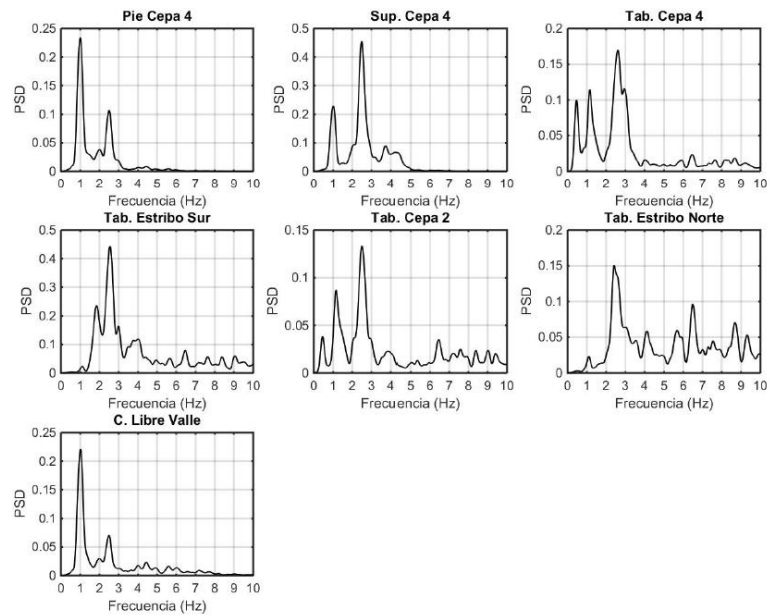 Pie Cepa 4
0.25
0.2
0.15
0.1
0.05
0
PSD
0 1 2 3 4 5 6 7 8 9 10
Frecuencia (Hz)
Sup. Cepa 4
0.5
0.4
0.3
0.2
0.1
0
PSD
0 1 2 3 4 5 6 7 8 9 10
Frecuencia (Hz)
Tab. Cepa 4
0.2
0.15
0.1
0.05
0
PSD
0 1 2 3 4 5 6 7 8 9 10
Frecuencia (Hz)
Tab. Estribo Sur
0.5
0.4
0.3
0.2
0.1
0
PSD
0 1 2 3 4 5 6 7 8 9 10
Frecuencia (Hz)
Tab. Cepa 2
0.15
0.1
0.05
0
PSD
0 1 2 3 4 5 6 7 8 9 10
Frecuencia (Hz)
Tab. Estribo Norte
0.2
0.15
0.1
0.05
0
PSD
0 1 2 3 4 5 6 7 8 9 10
Frecuencia (Hz)
C. Libre Valle
0.25
0.2
0.15
0.1
0.05
0
PSD
0 1 2 3 4 5 6 7 8 9 10
Frecuencia (Hz)